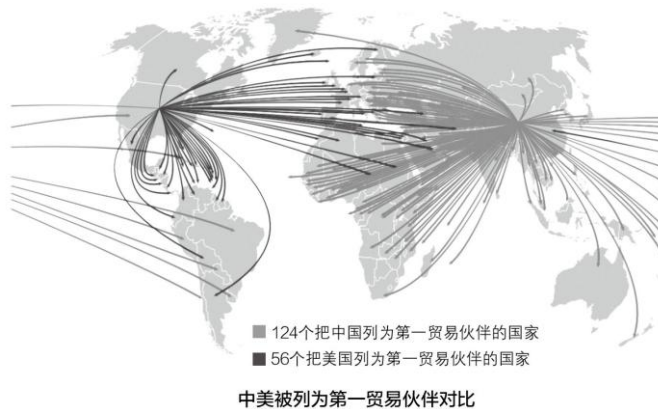 124个把中国列为第一贸易伙伴的国家
56个把美国列为第一贸易伙伴的国家
中美被列为第一贸易伙伴对比